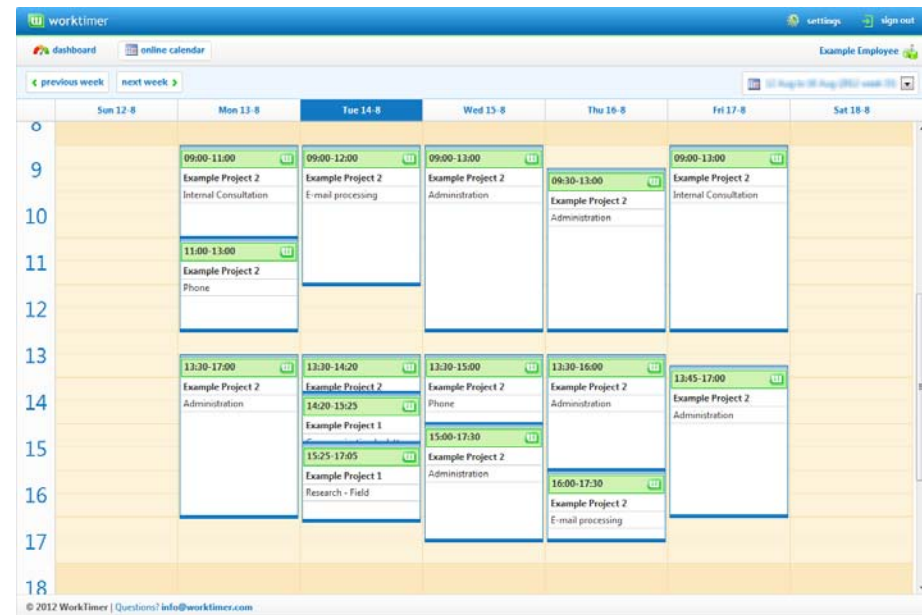 worktimer
settings
sign out
dashboard
online calendar
Example Employee
previous week
next week
Sun 12-8
Mon 13-8
Tue 14-8
Wed 15-8
Thu 16-8
Fri 17-8
Sat 18-8
9
10
11
12
13
14
15
16
17
18
09:00-11:00
Example Project 2
Internal Consultation
11:00-13:00
Example Project 2
Phone
13:30-17:00
Example Project 2
Administration
09:00-12:00
Example Project 2
E-mail processing
13:30-14:20
Example Project 2
14:20-15:25
Example Project 1
15:25-17:05
Example Project 1
Research - Field
09:00-13:00
Example Project 2
Administration
13:30-15:00
Example Project 2
Phone
15:00-17:30
Example Project 2
Administration
09:30-13:00
Example Project 2
Administration
13:30-16:00
Example Project 2
Administration
16:00-17:30
Example Project 2
E-mail processing
09:00-13:00
Example Project 2
Internal Consultation
13:45-17:00
Example Project 2
Administration
© 2012 WorkTimer | Questions? info@worktimer.com